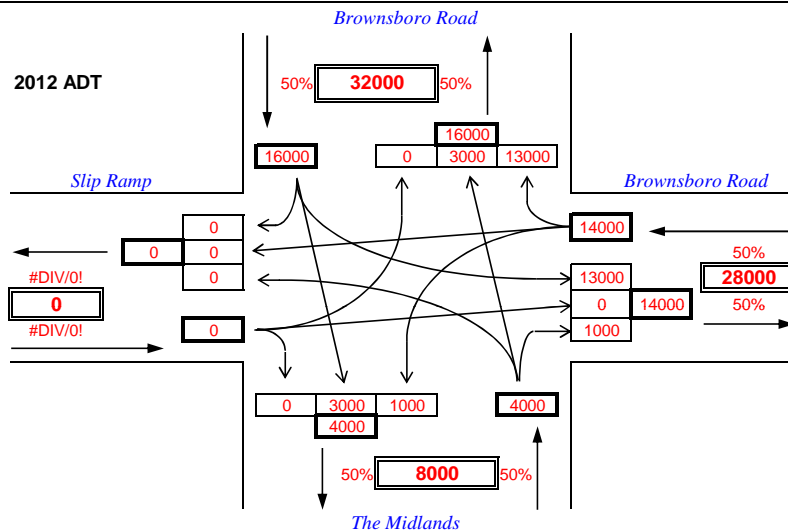 Brownsboro Road
2012 ADT
50% 32000 50%
16000
16000 0 3000 13000
Slip Ramp Brownsboro Road
0 14000
0 0
0 13000
50%
#DIV/0! 28000
0 0 14000
50%
#DIV/0! 0 1000
0 3000 1000 4000
4000
50% 8000 50%
The Midlands